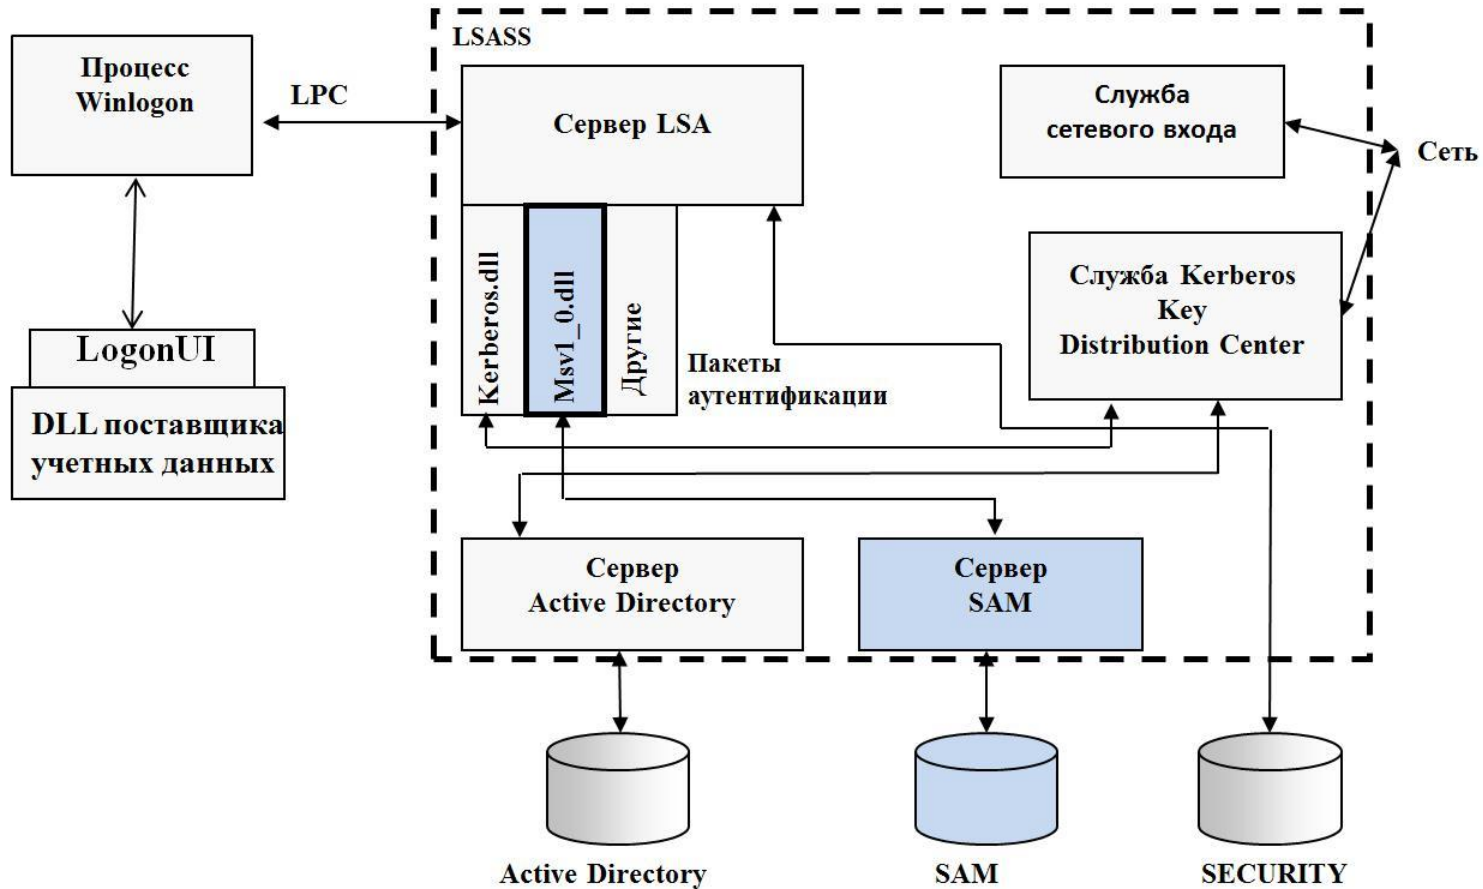 LSASS
Процесс
Winlogon
LPC
Сервер LSA
Служба
сетевого входа
Сеть
Kerberos.dll
Msv1_0.dll
Другие
Служба Kerberos
Key
Distribution Center
LogonUI
Пакеты
аутентификации
DLL поставщика
учетных данных
Сервер
Active Directory
Сервер
SAM
Active Directory
SAM
SECURITY